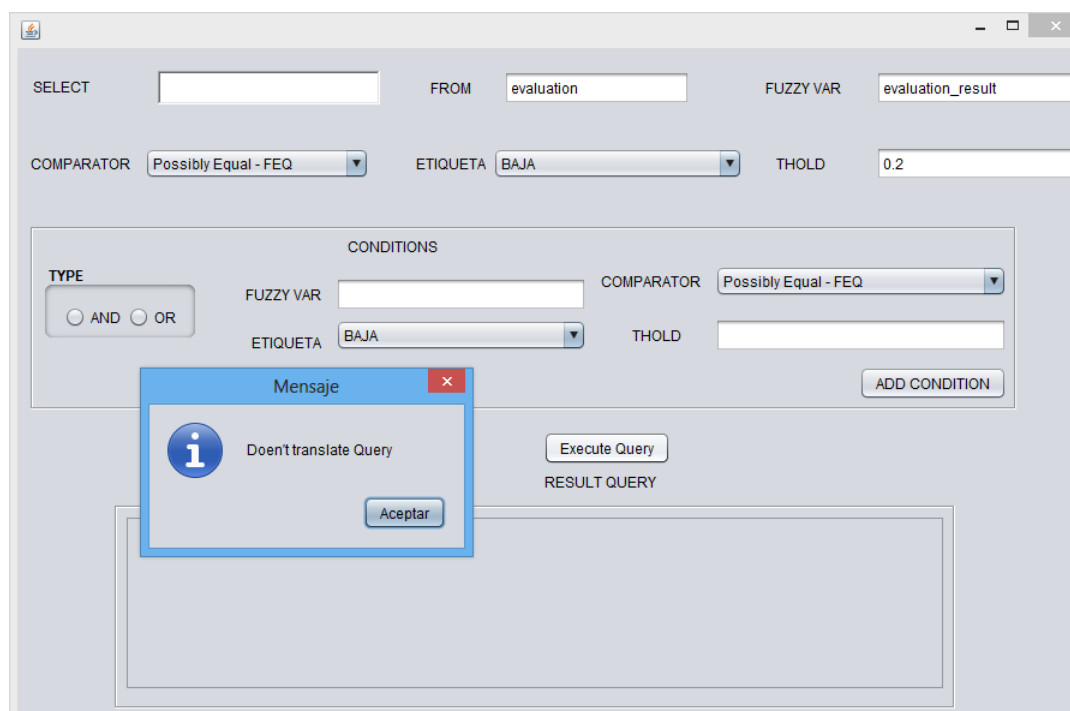 SELECT
FROM evaluation
FUZZY VAR evaluation_result
COMPARATOR Possibly Equal - FEQ
ETIQUETA BAJA
THOLD 0.2
CONDITIONS
TYPE
AND OR
FUZZY VAR
ETIQUETA BAJA
COMPARATOR Possibly Equal - FEQ
THOLD
ADD CONDITION
Mensaje
Doen't translate Query
Aceptar
Execute Query
RESULT QUERY